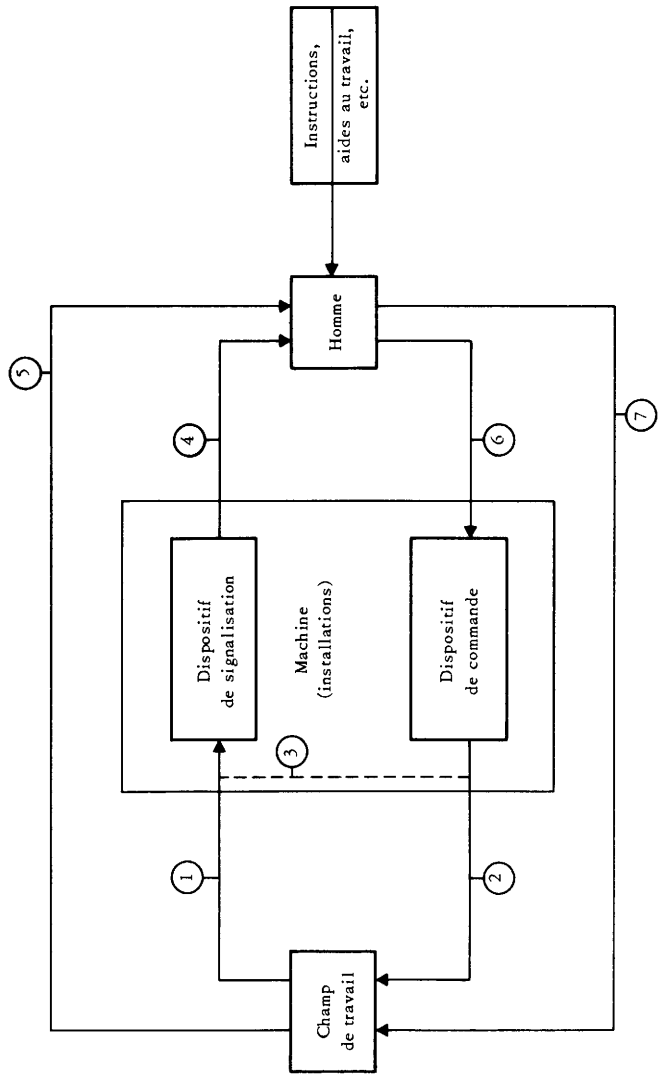 Instructions,
aides au travail,
etc.
5
Homme
4
6
7
Dispositif
de signalisation
Machine
(installations)
Dispositif
de commande
3
1
2
Champ
de travail